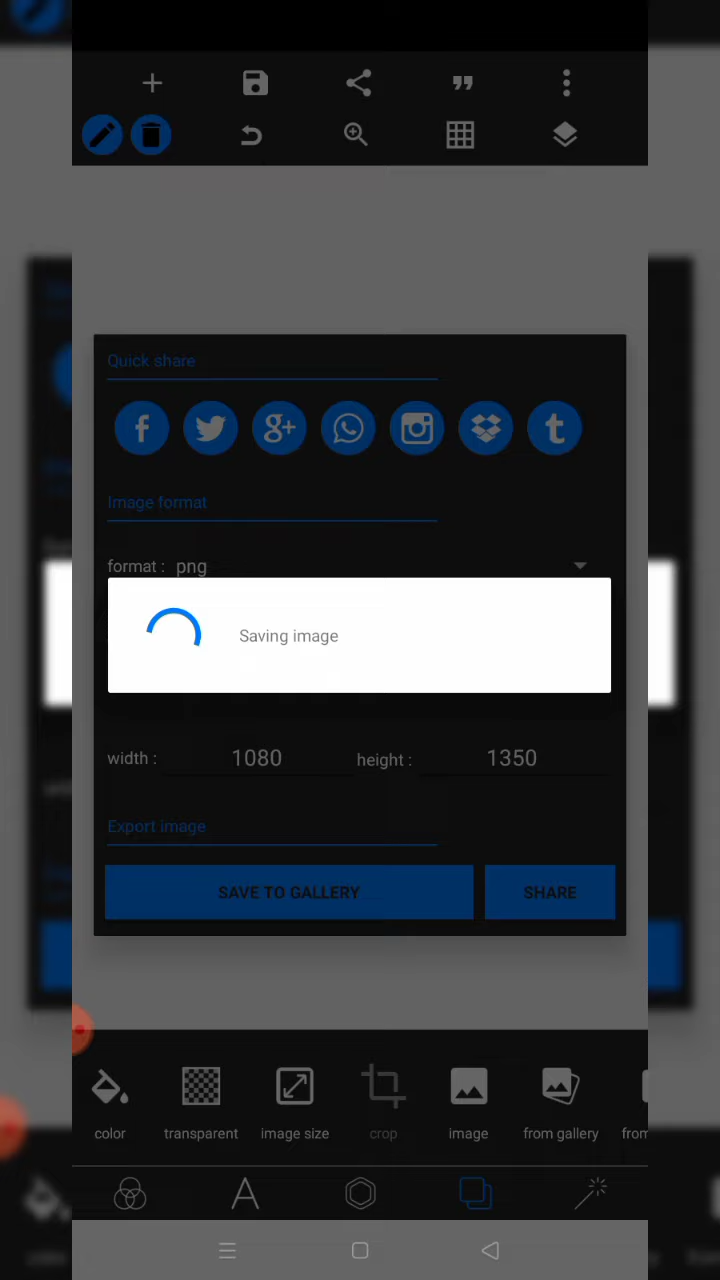 Quick share
Image format
format : png
Saving image
width : 1080 height : 1350
Export image
SAVE TO GALLERY SHARE
color transparent image size crop image from gallery from